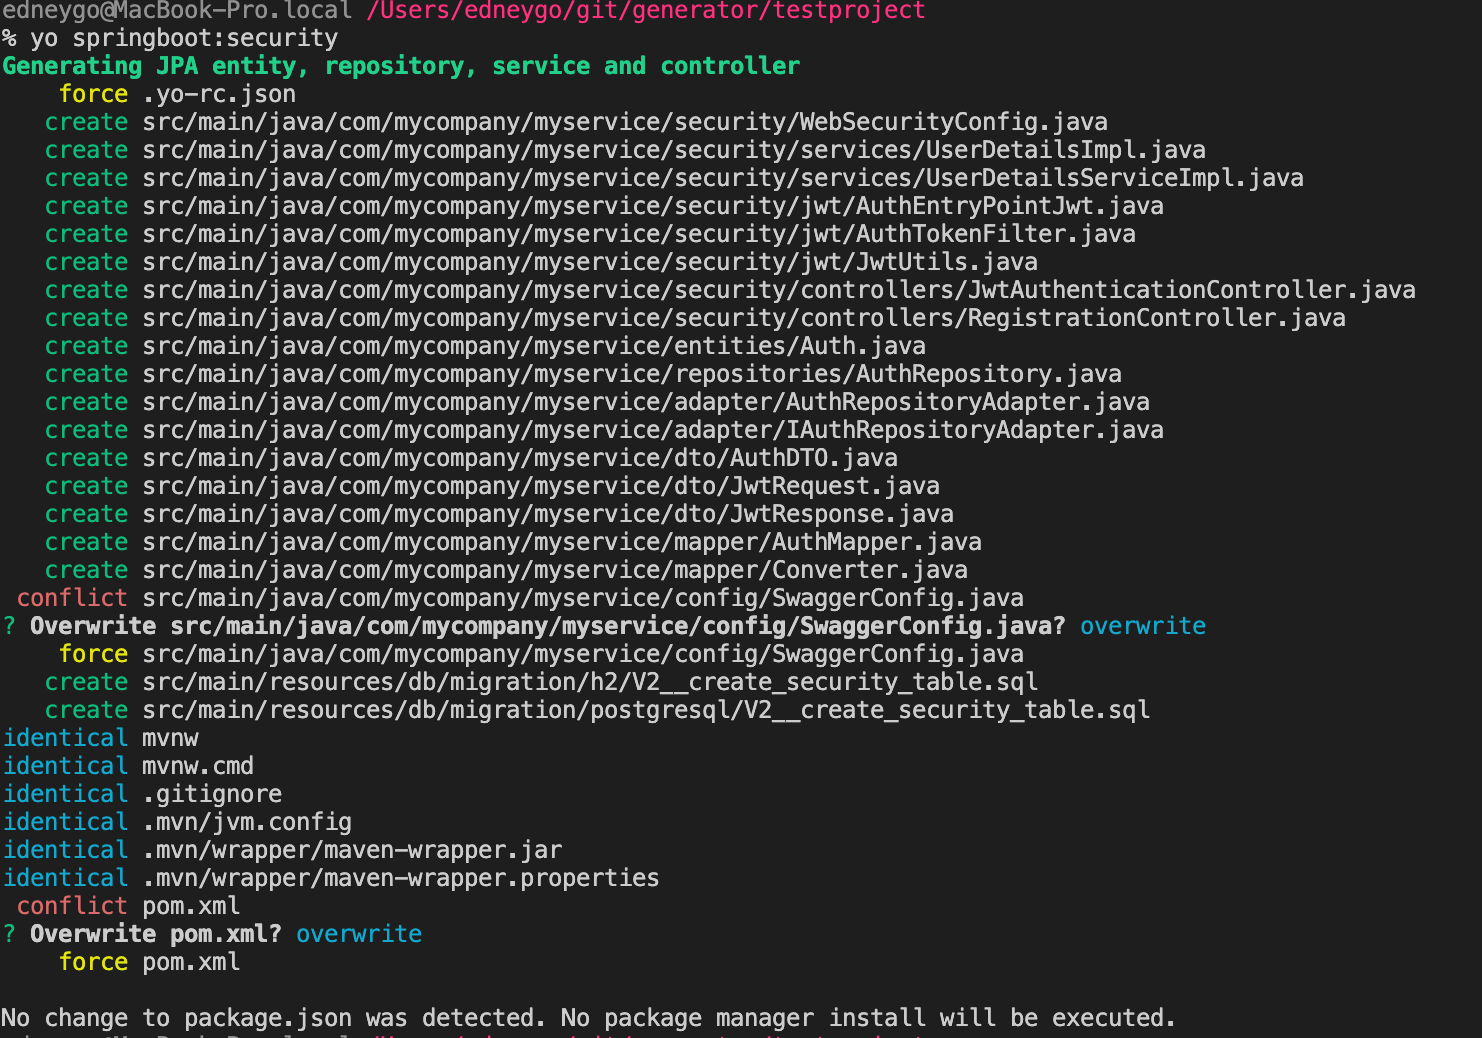 edneygo@MacBook-Pro.local /Users/edneygo/git/generator/testproject
% yo springboot:security
Generating JPA entity, repository, service and controller
force .yo-rc.json
create src/main/java/com/mycompany/myservice/security/WebSecurityConfig.java
create src/main/java/com/mycompany/myservice/security/services/UserDetailsImpl.java
create src/main/java/com/mycompany/myservice/security/services/UserDetailsServiceImpl.java
create src/main/java/com/mycompany/myservice/security/jwt/AuthEntryPointJwt.java
create src/main/java/com/mycompany/myservice/security/jwt/AuthTokenFilter.java
create src/main/java/com/mycompany/myservice/security/jwt/JwtUtils.java
create src/main/java/com/mycompany/myservice/security/controllers/JwtAuthenticationController.java
create src/main/java/com/mycompany/myservice/security/controllers/RegistrationController.java
create src/main/java/com/mycompany/myservice/entities/Auth.java
create src/main/java/com/mycompany/myservice/repositories/AuthRepository.java
create src/main/java/com/mycompany/myservice/adapter/AuthRepositoryAdapter.java
create src/main/java/com/mycompany/myservice/adapter/IAuthRepositoryAdapter.java
create src/main/java/com/mycompany/myservice/dto/AuthDTO.java
create src/main/java/com/mycompany/myservice/dto/JwtRequest.java
create src/main/java/com/mycompany/myservice/dto/JwtResponse.java
create src/main/java/com/mycompany/myservice/mapper/AuthMapper.java
create src/main/java/com/mycompany/myservice/mapper/Converter.java
conflict src/main/java/com/mycompany/myservice/config/SwaggerConfig.java
? Overwrite src/main/java/com/mycompany/myservice/config/SwaggerConfig.java? overwrite
force src/main/java/com/mycompany/myservice/config/SwaggerConfig.java
create src/main/resources/db/migration/h2/V2__create_security_table.sql
create src/main/resources/db/migration/postgresql/V2__create_security_table.sql
identical mvnw
identical mvnw.cmd
identical .gitignore
identical .mvn/jvm.config
identical .mvn/wrapper/maven-wrapper.jar
identical .mvn/wrapper/maven-wrapper.properties
conflict pom.xml
? Overwrite pom.xml? overwrite
force pom.xml
No change to package.json was detected. No package manager install will be executed.